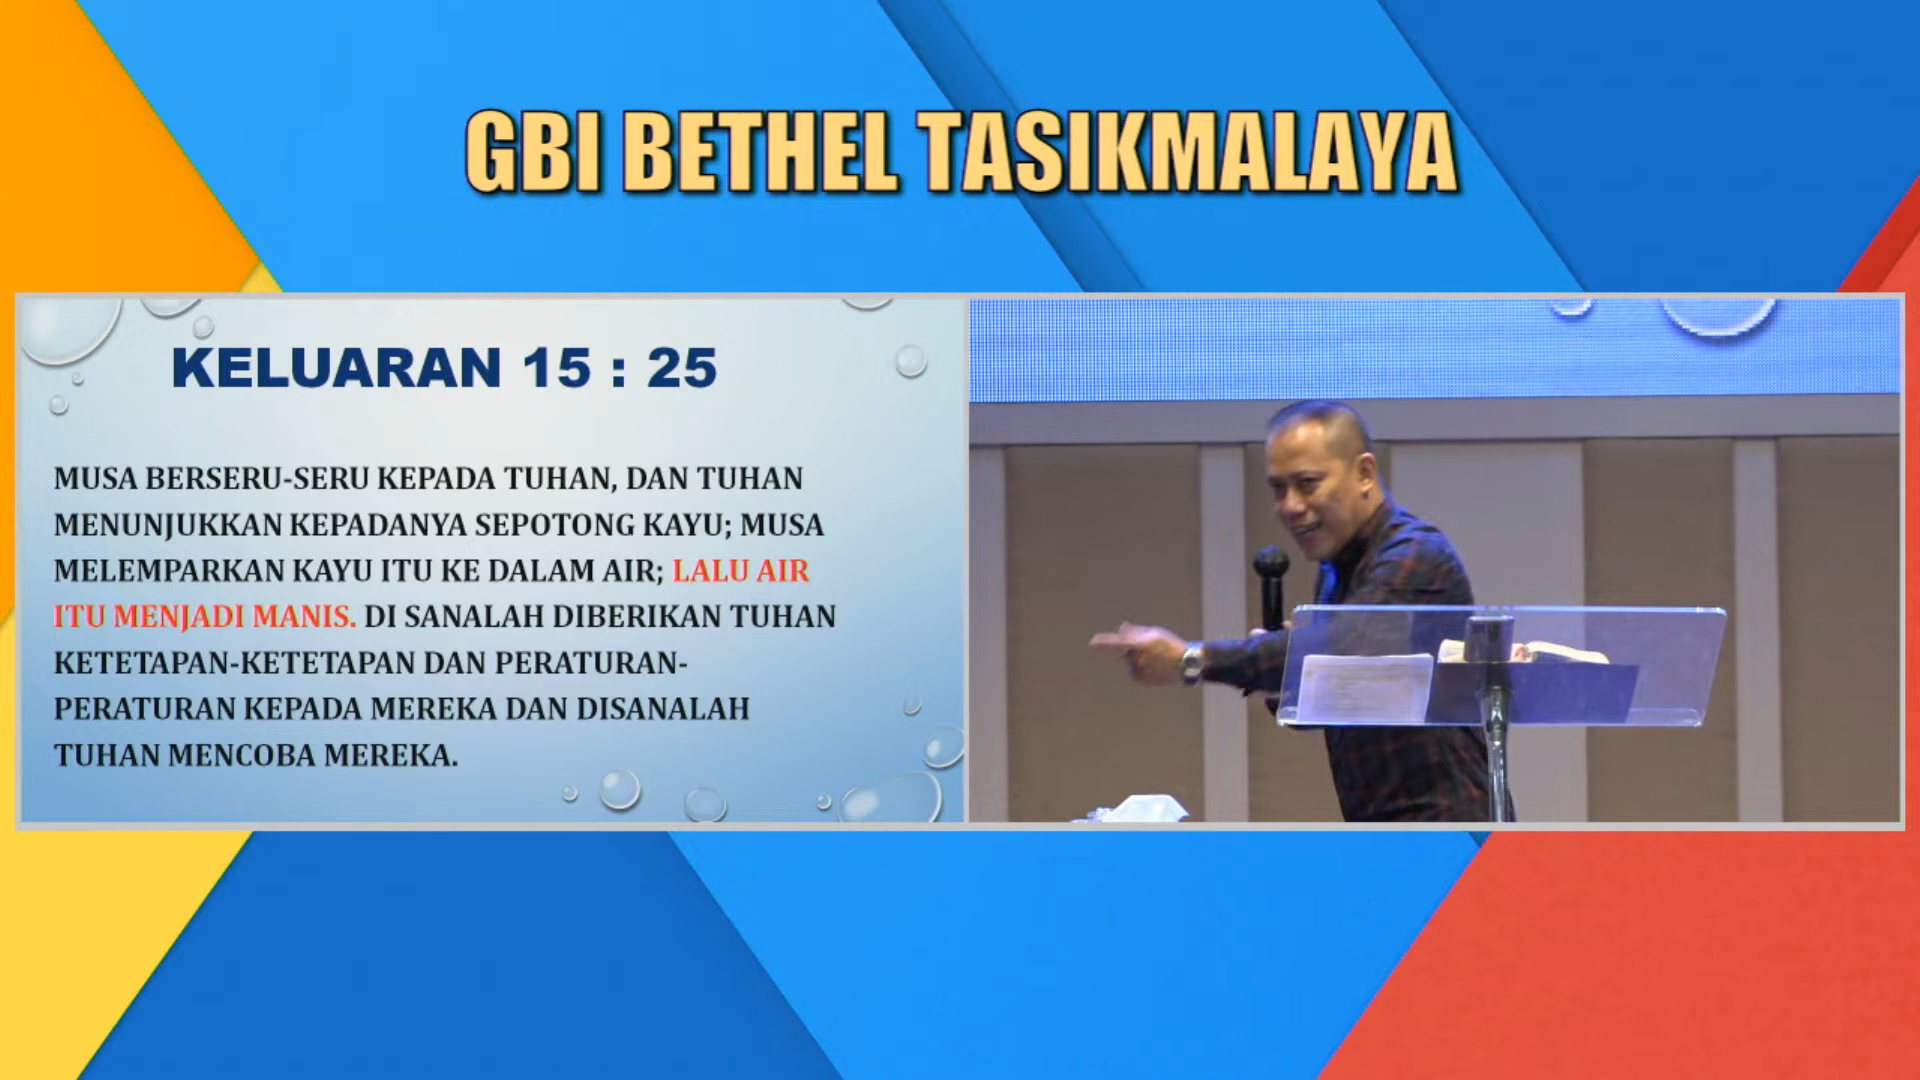 GBI BETHEL TASIKMALAYA
KELUARAN 15 : 25
MUSA BERSERU-SERU KEPADA TUHAN, DAN TUHAN
MENUNJUKKAN KEPADANYA SEPOTONG KAYU; MUSA
MELEMPARKAN KAYU ITU KE DALAM AIR; LALU AIR
ITU MENJADI MANIS. DI SANALAH DIBERIKAN TUHAN
KETETAPAN-KETETAPAN DAN PERATURAN-
PERATURAN KEPADA MEREKA DAN DISANALAH
TUHAN MENCOBA MEREKA.